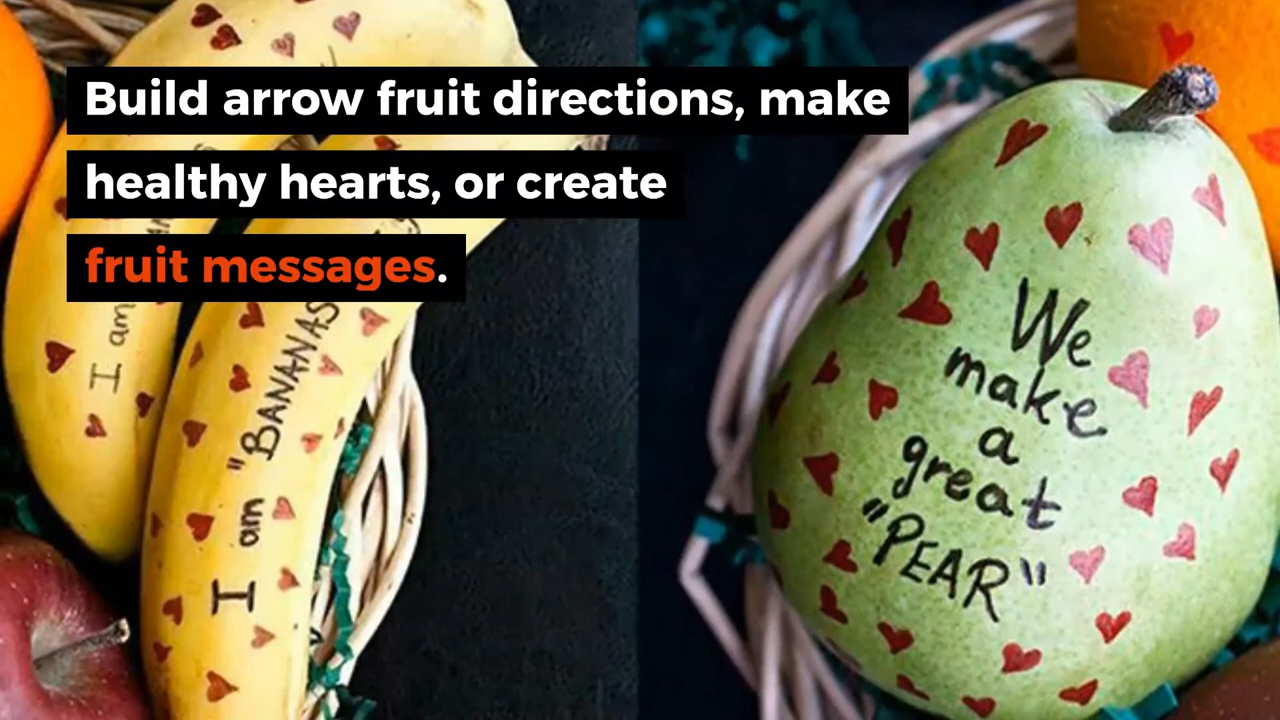 Build arrow fruit directions, make
healthy hearts, or create
fruit messages.
I am
I am "BANANAS
We
make
a
great
"PEAR"